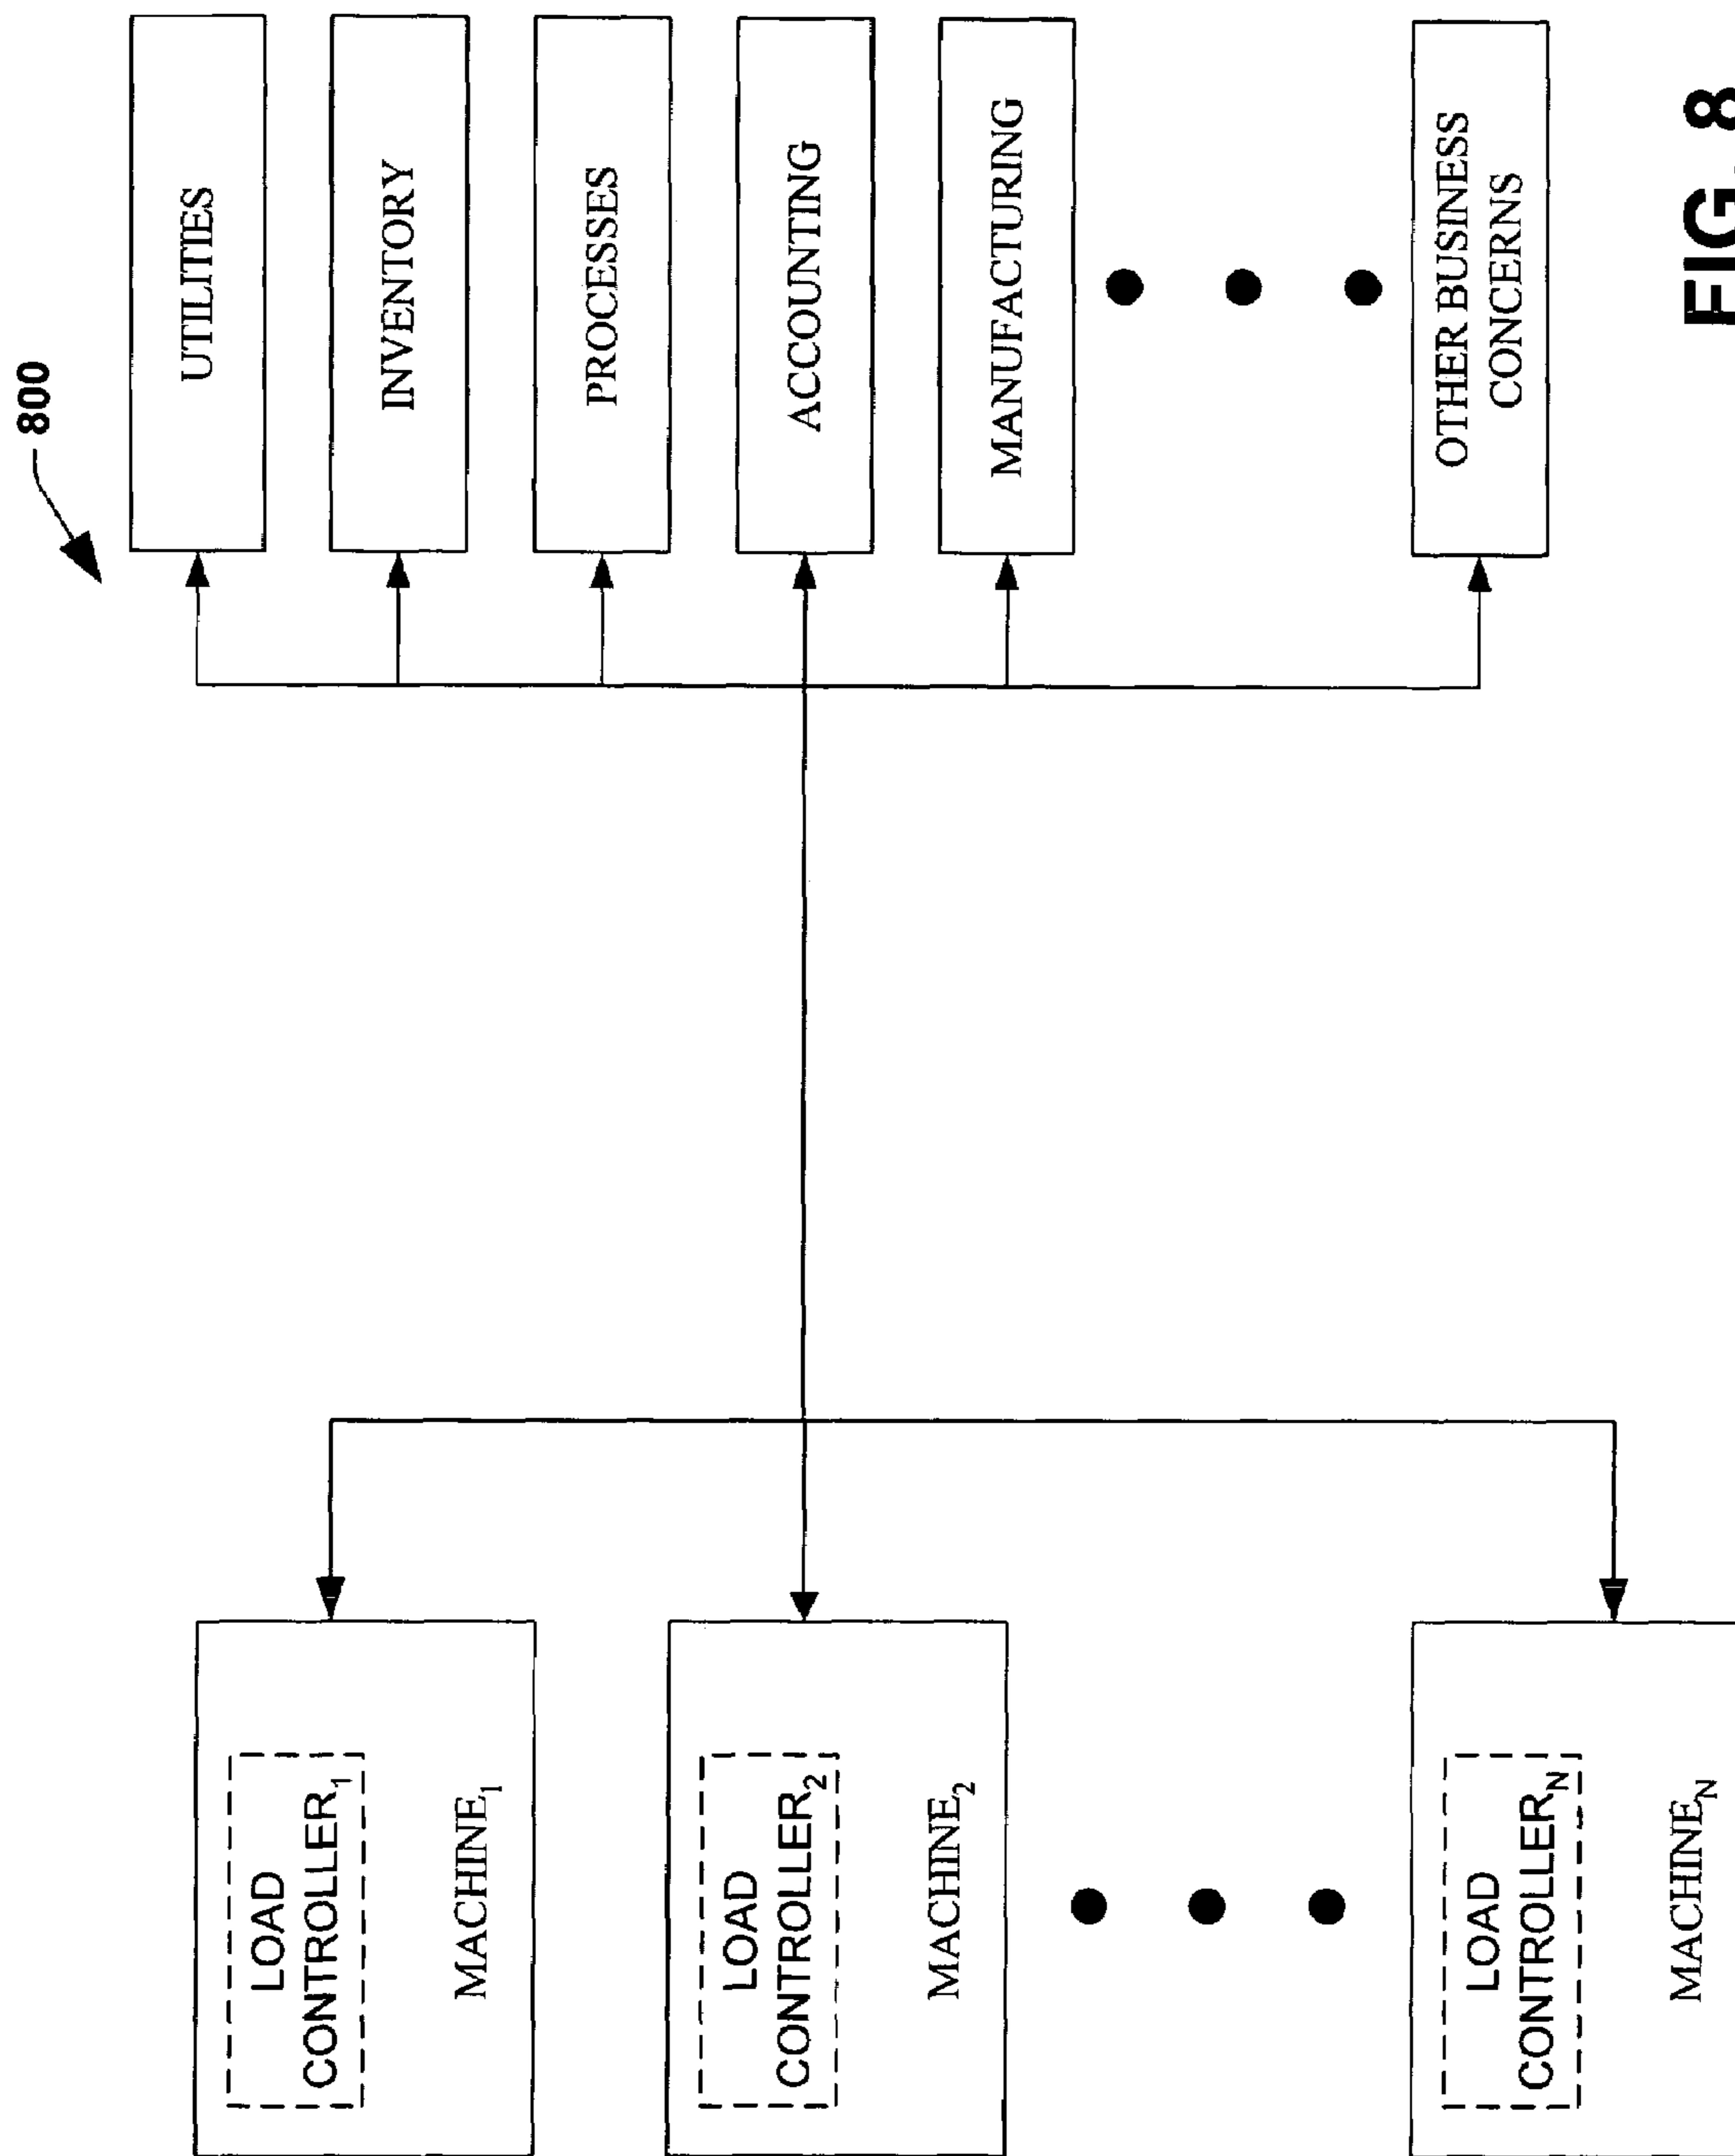 800
LOAD
CONTROLLER₁
MACHINE₁
LOAD
CONTROLLER₂
MACHINE₂
LOAD
CONTROLLERN
MACHINEN
UTILITIES
INVENTORY
PROCESSES
ACCOUNTING
MANUFACTURING
OTHER BUSINESS
CONCERNS
FIG. 8